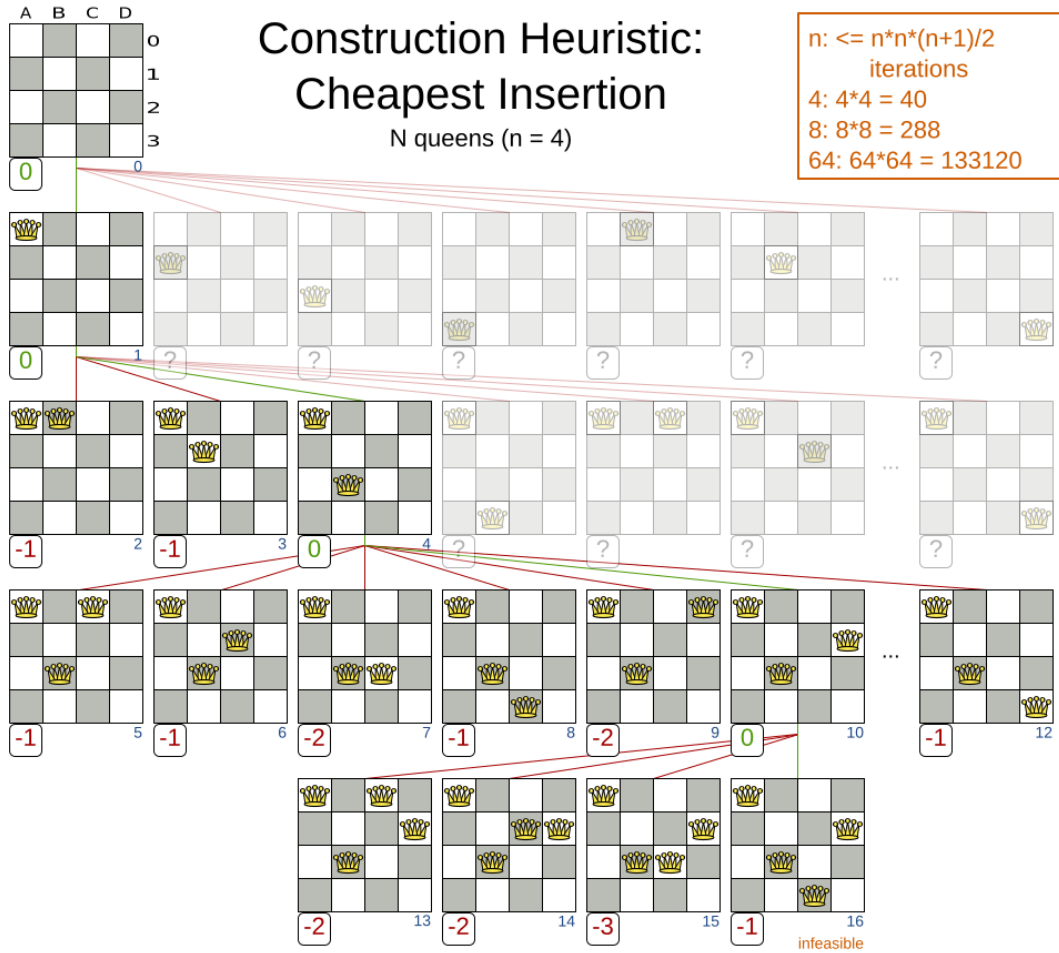 Construction Heuristic:
Cheapest Insertion
N queens (n = 4)
n: <= n*n*(n+1)/2
iterations
4: 4*4 = 40
8: 8*8 = 288
64: 64*64 = 133120
A B C D
0
1
2
3
0 0
... 
0 1 ? ? ? ? ?
...
-1 2 -1 3 0 4 ? ? ?
...
-1 5 -1 6 -2 7 -1 8 -2 9 0 10 -1 12
-2 13 -2 14 -3 15 -1 16
infeasible